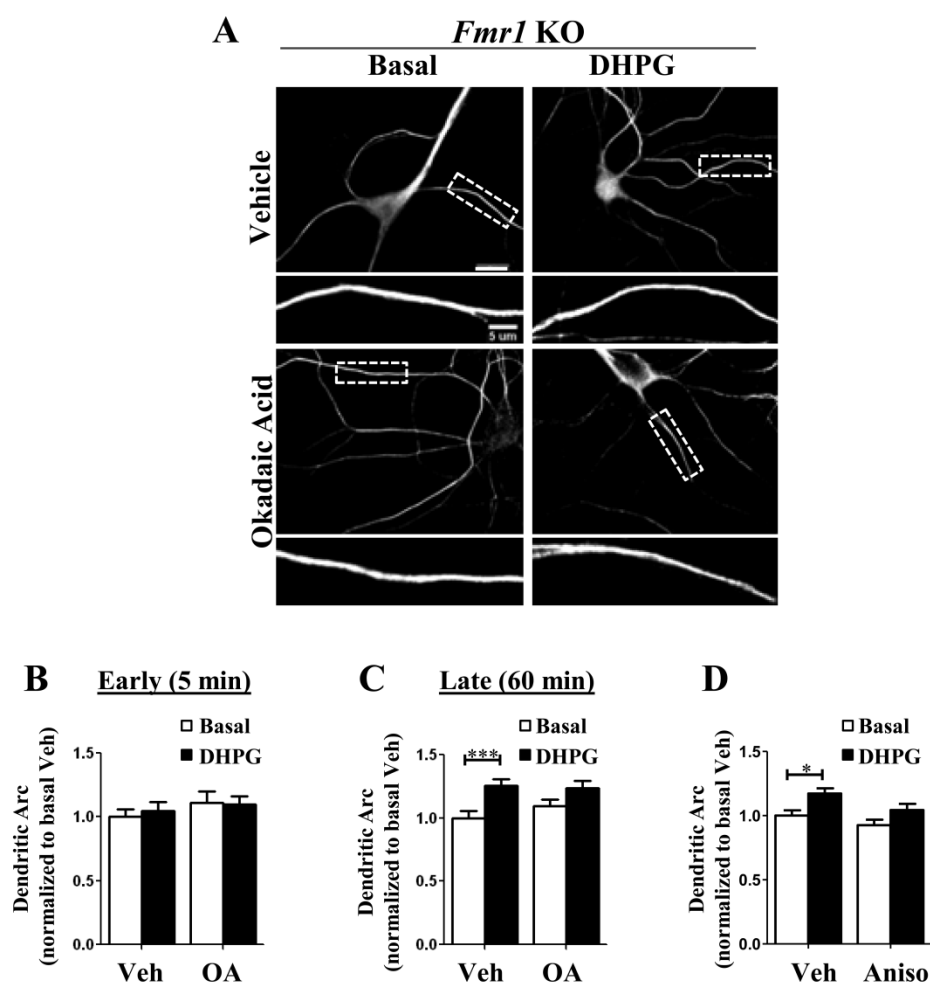 A
Fmr1 KO
Basal DHPG
Vehicle
5 um
Okadaic Acid
B Early (5 min)
Basal
DHPG
Dendritic Arc
(normalized to basal Veh)
1.5
1.0
0.5
0.0
Veh OA
C Late (60 min)
Basal
DHPG
Dendritic Arc
(normalized to basal Veh)
1.5
1.0
0.5
0.0
***
Veh OA
D
Basal
DHPG
Dendritic Arc
(normalized to basal Veh)
1.5
1.0
0.5
0.0
*
Veh Aniso